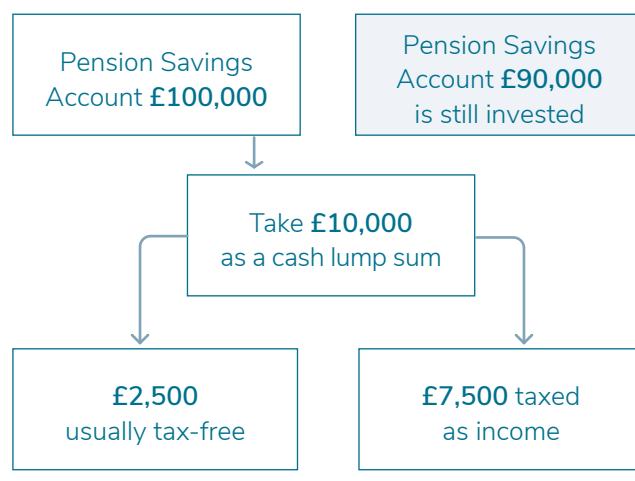 Pension Savings
Account £100,000
Pension Savings
Account £90,000
is still invested
Take £10,000
as a cash lump sum
£2,500
usually tax-free
£7,500 taxed
as income